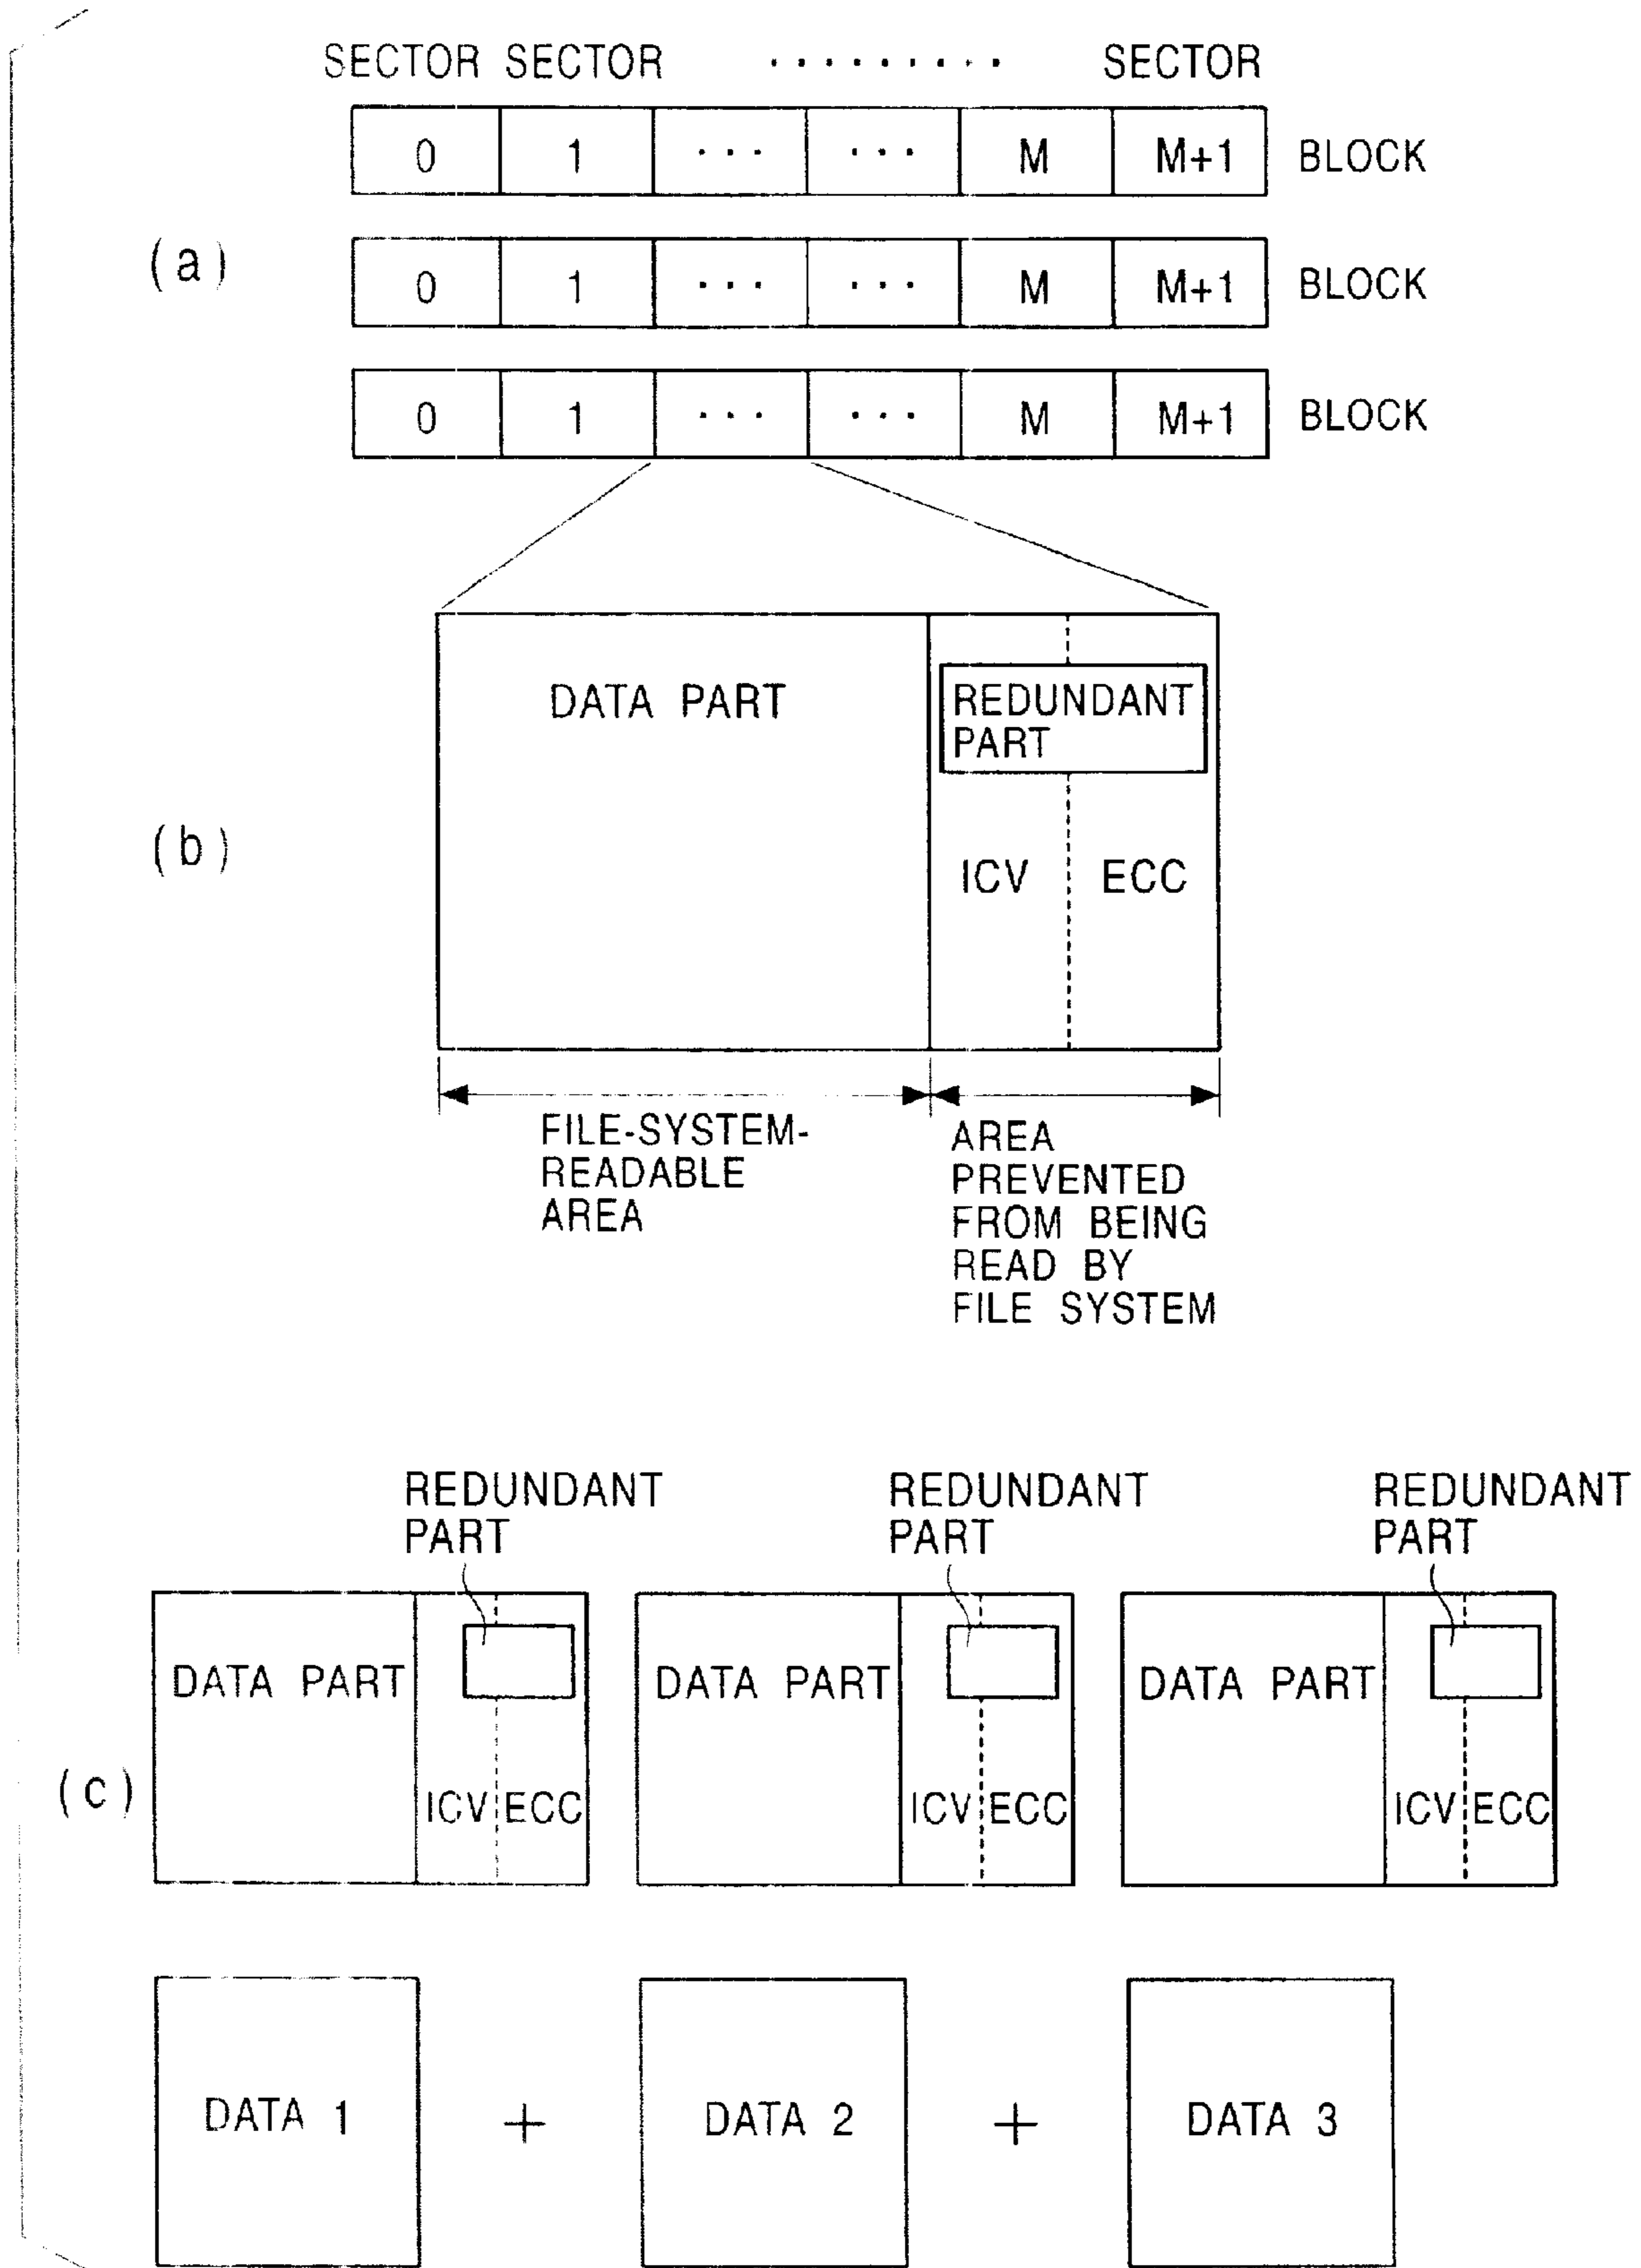 SECTOR SECTOR ········· SECTOR
0 1 ··· ··· M M+1 BLOCK
(a)
0 1 ··· ··· M M+1 BLOCK
0 1 ··· ··· M M+1 BLOCK
(b)
DATA PART
REDUNDANT
PART
ICV ECC
FILE-SYSTEM-
READABLE
AREA
AREA
PREVENTED
FROM BEING
READ BY
FILE SYSTEM
(c)
REDUNDANT
PART
REDUNDANT
PART
REDUNDANT
PART
DATA PART
ICV ECC
DATA PART
ICV ECC
DATA PART
ICV ECC
DATA 1 + DATA 2 + DATA 3